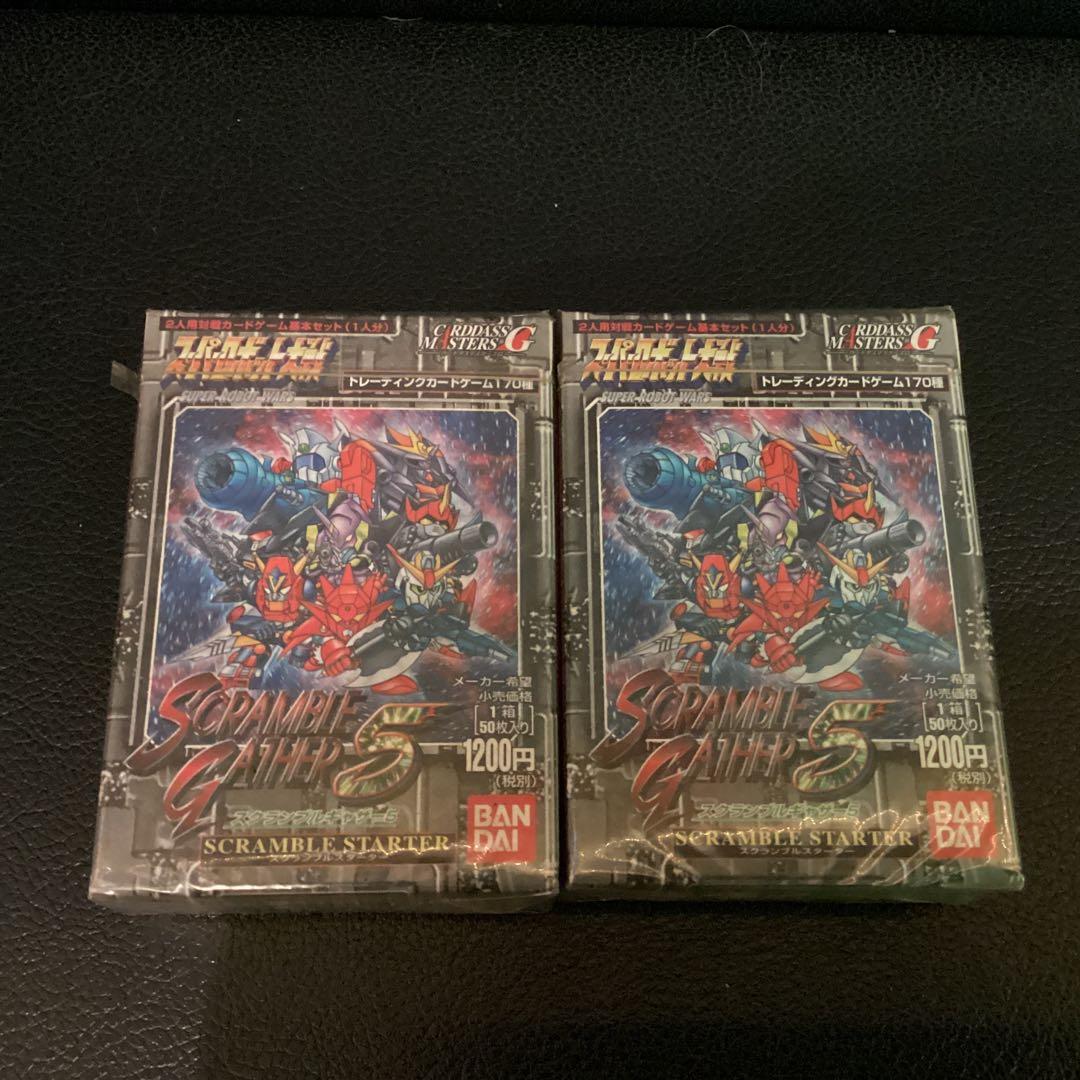 2人用対戦カードゲーム基本セット(1人分)
CARDDASS
MASTERS G
スーパーロボット大戦
SUPER ROBOT WARS
トレーディングカードゲーム170種
メーカー希望
小売価格
[1箱
50枚入り]
1200円
(税別)
SCRAMBLE
GATHER 5
スクランブルギャザー5
SCRAMBLE STARTER
スクランブルスターター
BAN
DAI
2人用対戦カードゲーム基本セット(1人分)
CARDDASS
MASTERS G
スーパーロボット大戦
SUPER ROBOT WARS
トレーディングカードゲーム170種
メーカー希望
小売価格
[1箱
50枚入り]
1200円
(税別)
SCRAMBLE
GATHER 5
スクランブルギャザー5
SCRAMBLE STARTER
スクランブルスターター
BAN
DAI